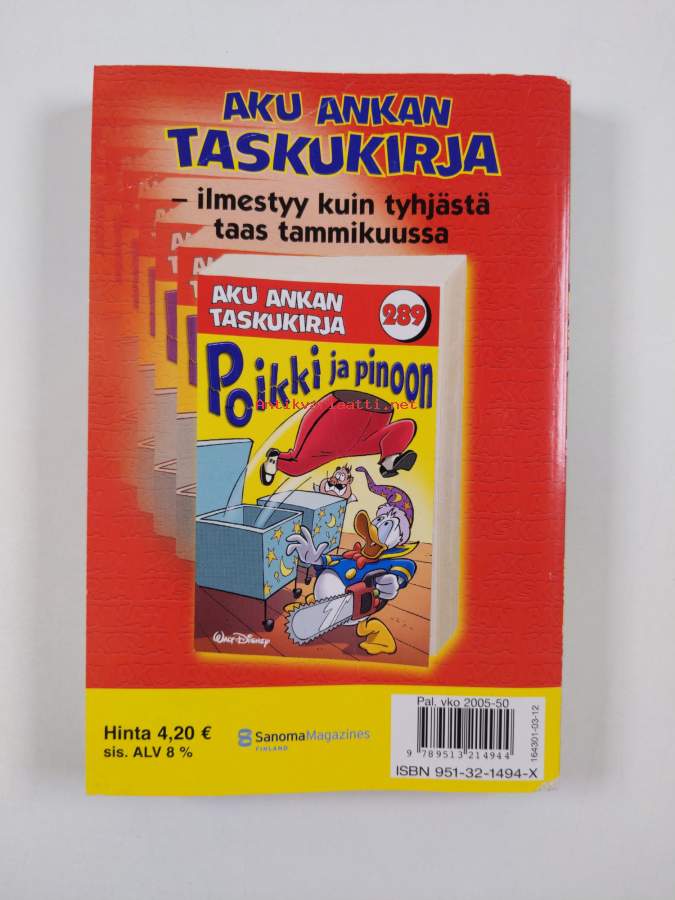 AKU ANKAN
TASKUKIRJA
– ilmestyy kuin tyhjästä
taas tammikuussa
AKU ANKAN
TASKUKIRJA
289
Poikki ja pinoon
Antikvariaatti.net
WALT DISNEY
Hinta 4,20 €
sis. ALV 8 %
SanomaMagazines
FINLAND
Pal. vko 2005-50
9 789513 214944
ISBN 951-32-1494-X
164301-03-12